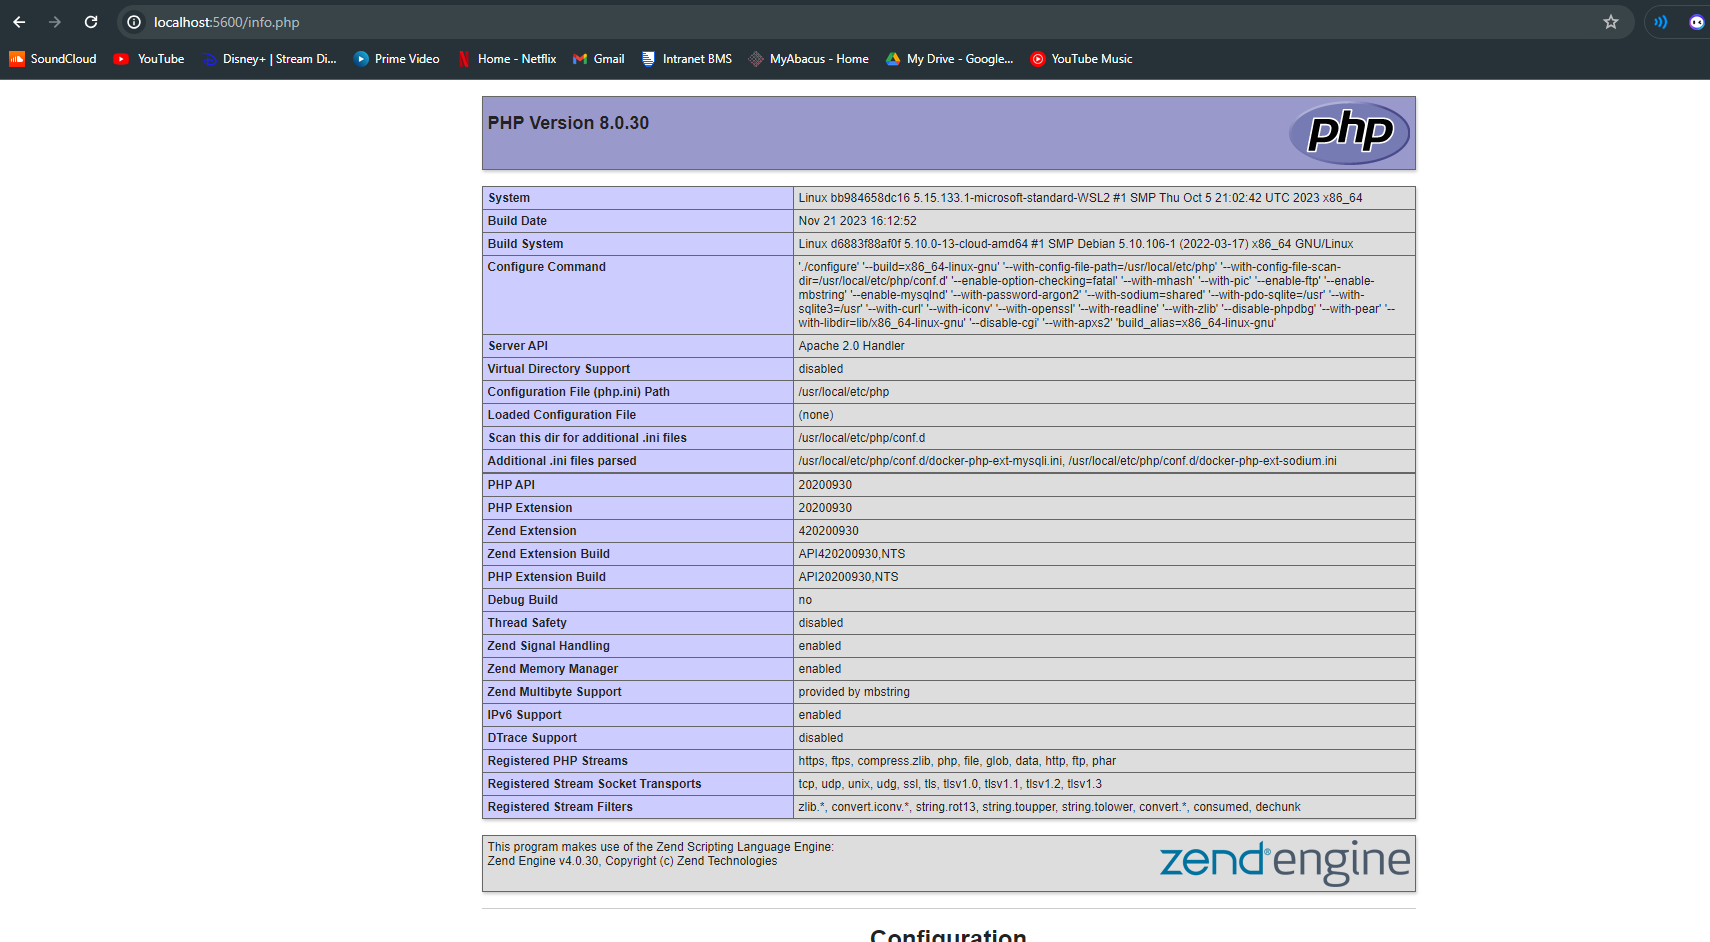 localhost:5600/info.php
SoundCloud YouTube Disney+ | Stream Di... Prime Video Home - Netflix Gmail Intranet BMS MyAbacus - Home My Drive - Google... YouTube Music
PHP Version 8.0.30
php
System Linux bb984658dc16 5.15.133.1-microsoft-standard-WSL2 #1 SMP Thu Oct 5 21:02:42 UTC 2023 x86_64
Build Date Nov 21 2023 16:12:52
Build System Linux d6883f88af0f 5.10.0-13-cloud-amd64 #1 SMP Debian 5.10.106-1 (2022-03-17) x86_64 GNU/Linux
Configure Command './configure' '--build=x86_64-linux-gnu' '--with-config-file-path=/usr/local/etc/php' '--with-config-file-scan-
dir=/usr/local/etc/php/conf.d' '--enable-option-checking=fatal' '--with-mhash' '--with-pic' '--enable-ftp' '--enable-
mbstring' '--enable-mysqlnd' '--with-password-argon2' '--with-sodium=shared' '--with-pdo-sqlite=/usr' '--with-
sqlite3=/usr' '--with-curl' '--with-iconv' '--with-openssl' '--with-readline' '--with-zlib' '--disable-phpdbg' '--with-pear' '--
with-libdir=lib/x86_64-linux-gnu' '--disable-cgi' '--with-apxs2' 'build_alias=x86_64-linux-gnu'
Server API Apache 2.0 Handler
Virtual Directory Support disabled
Configuration File (php.ini) Path /usr/local/etc/php
Loaded Configuration File (none)
Scan this dir for additional .ini files /usr/local/etc/php/conf.d
Additional .ini files parsed /usr/local/etc/php/conf.d/docker-php-ext-mysqli.ini, /usr/local/etc/php/conf.d/docker-php-ext-sodium.ini
PHP API 20200930
PHP Extension 20200930
Zend Extension 420200930
Zend Extension Build API420200930,NTS
PHP Extension Build API20200930,NTS
Debug Build no
Thread Safety disabled
Zend Signal Handling enabled
Zend Memory Manager enabled
Zend Multibyte Support provided by mbstring
IPv6 Support enabled
DTrace Support disabled
Registered PHP Streams https, ftps, compress.zlib, php, file, glob, data, http, ftp, phar
Registered Stream Socket Transports tcp, udp, unix, udg, ssl, tls, tlsv1.0, tlsv1.1, tlsv1.2, tlsv1.3
Registered Stream Filters zlib.*, convert.iconv.*, string.rot13, string.toupper, string.tolower, convert.*, consumed, dechunk
This program makes use of the Zend Scripting Language Engine:
Zend Engine v4.0.30, Copyright (c) Zend Technologies
zend® engine
Configuration